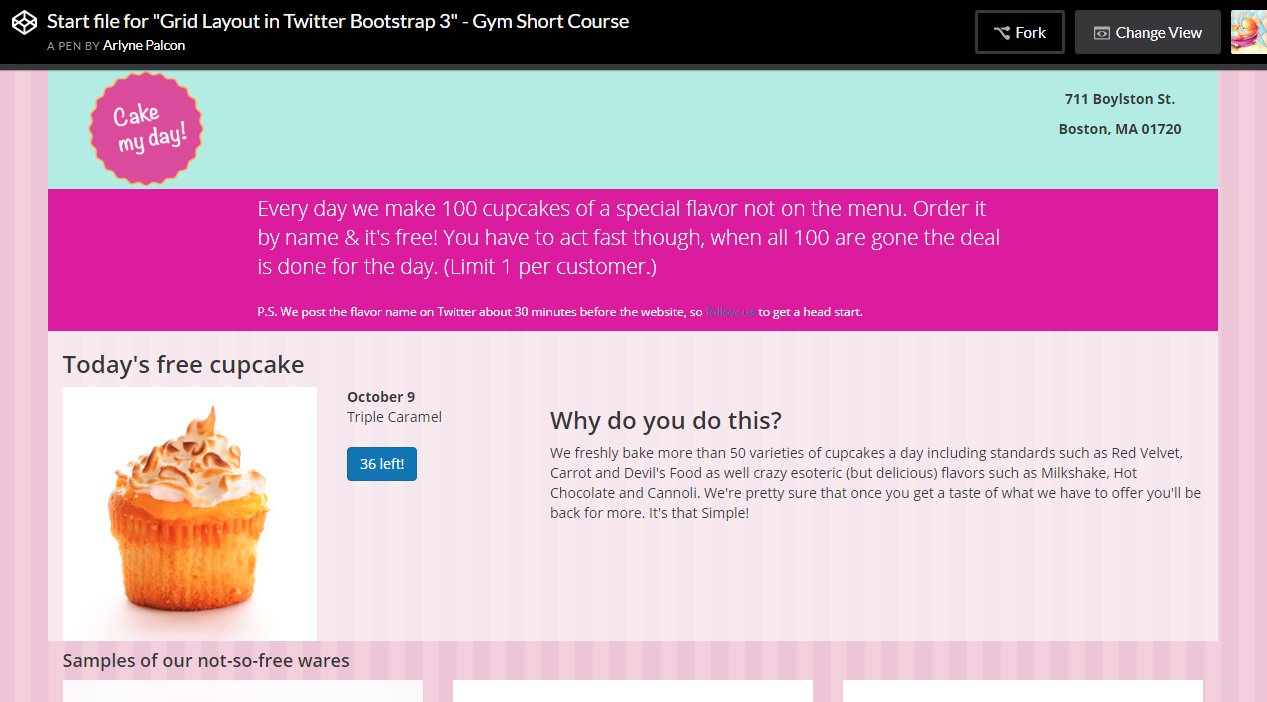 Start file for "Grid Layout in Twitter Bootstrap 3" - Gym Short Course
A PEN BY Arlyne Palcon
Fork
Change View
Cake
my day!
711 Boylston St.
Boston, MA 01720
Every day we make 100 cupcakes of a special flavor not on the menu. Order it
by name & it's free! You have to act fast though, when all 100 are gone the deal
is done for the day. (Limit 1 per customer.)
P.S. We post the flavor name on Twitter about 30 minutes before the website, so follow us to get a head start.
Today's free cupcake
October 9
Triple Caramel
36 left!
Why do you do this?
We freshly bake more than 50 varieties of cupcakes a day including standards such as Red Velvet,
Carrot and Devil's Food as well crazy esoteric (but delicious) flavors such as Milkshake, Hot
Chocolate and Cannoli. We're pretty sure that once you get a taste of what we have to offer you'll be
back for more. It's that Simple!
Samples of our not-so-free wares